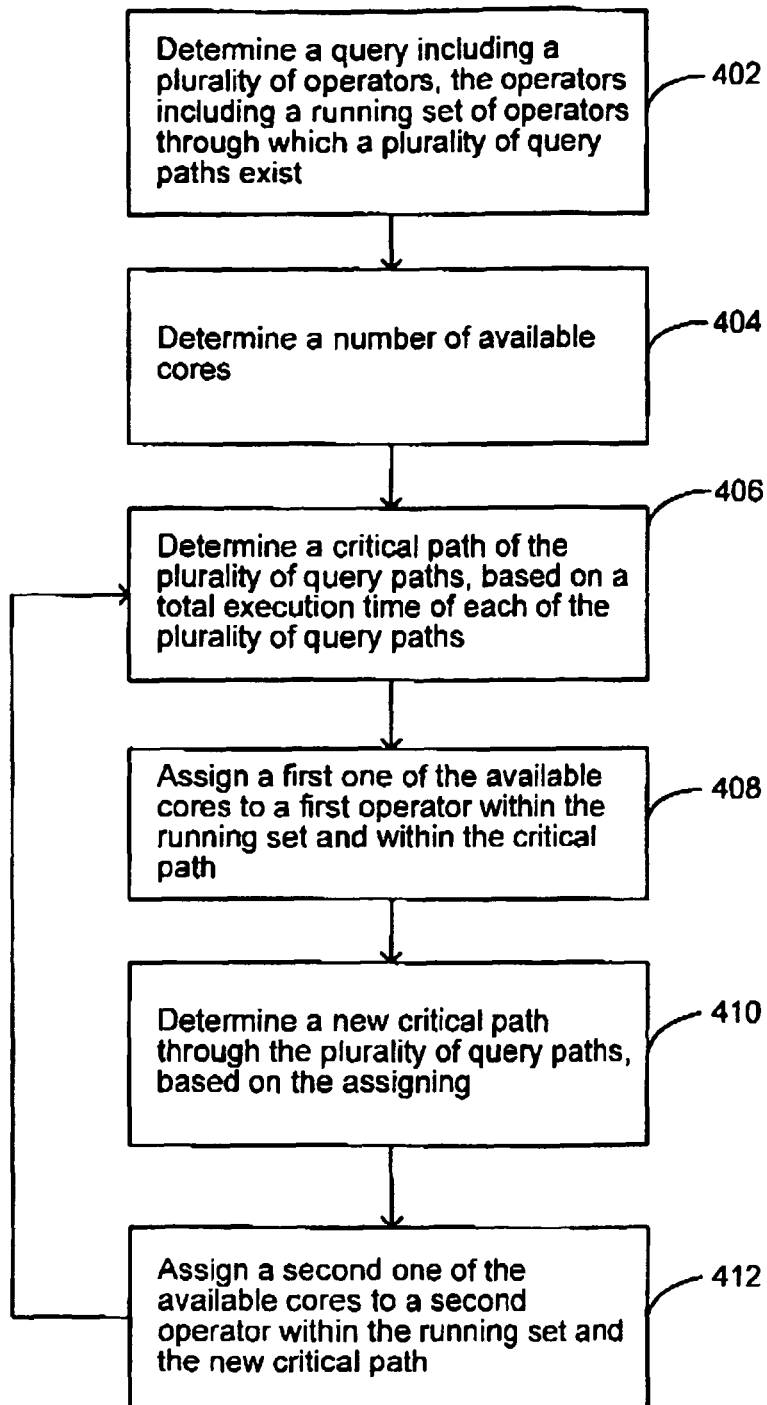 Determine a query including a
plurality of operators, the operators
including a running set of operators
through which a plurality of query
paths exist
402
Determine a number of available
cores
404
Determine a critical path of the
plurality of query paths, based on a
total execution time of each of the
plurality of query paths
406
Assign a first one of the available
cores to a first operator within the
running set and within the critical
path
408
Determine a new critical path
through the plurality of query paths,
based on the assigning
410
Assign a second one of the
available cores to a second
operator within the running set and
the new critical path
412